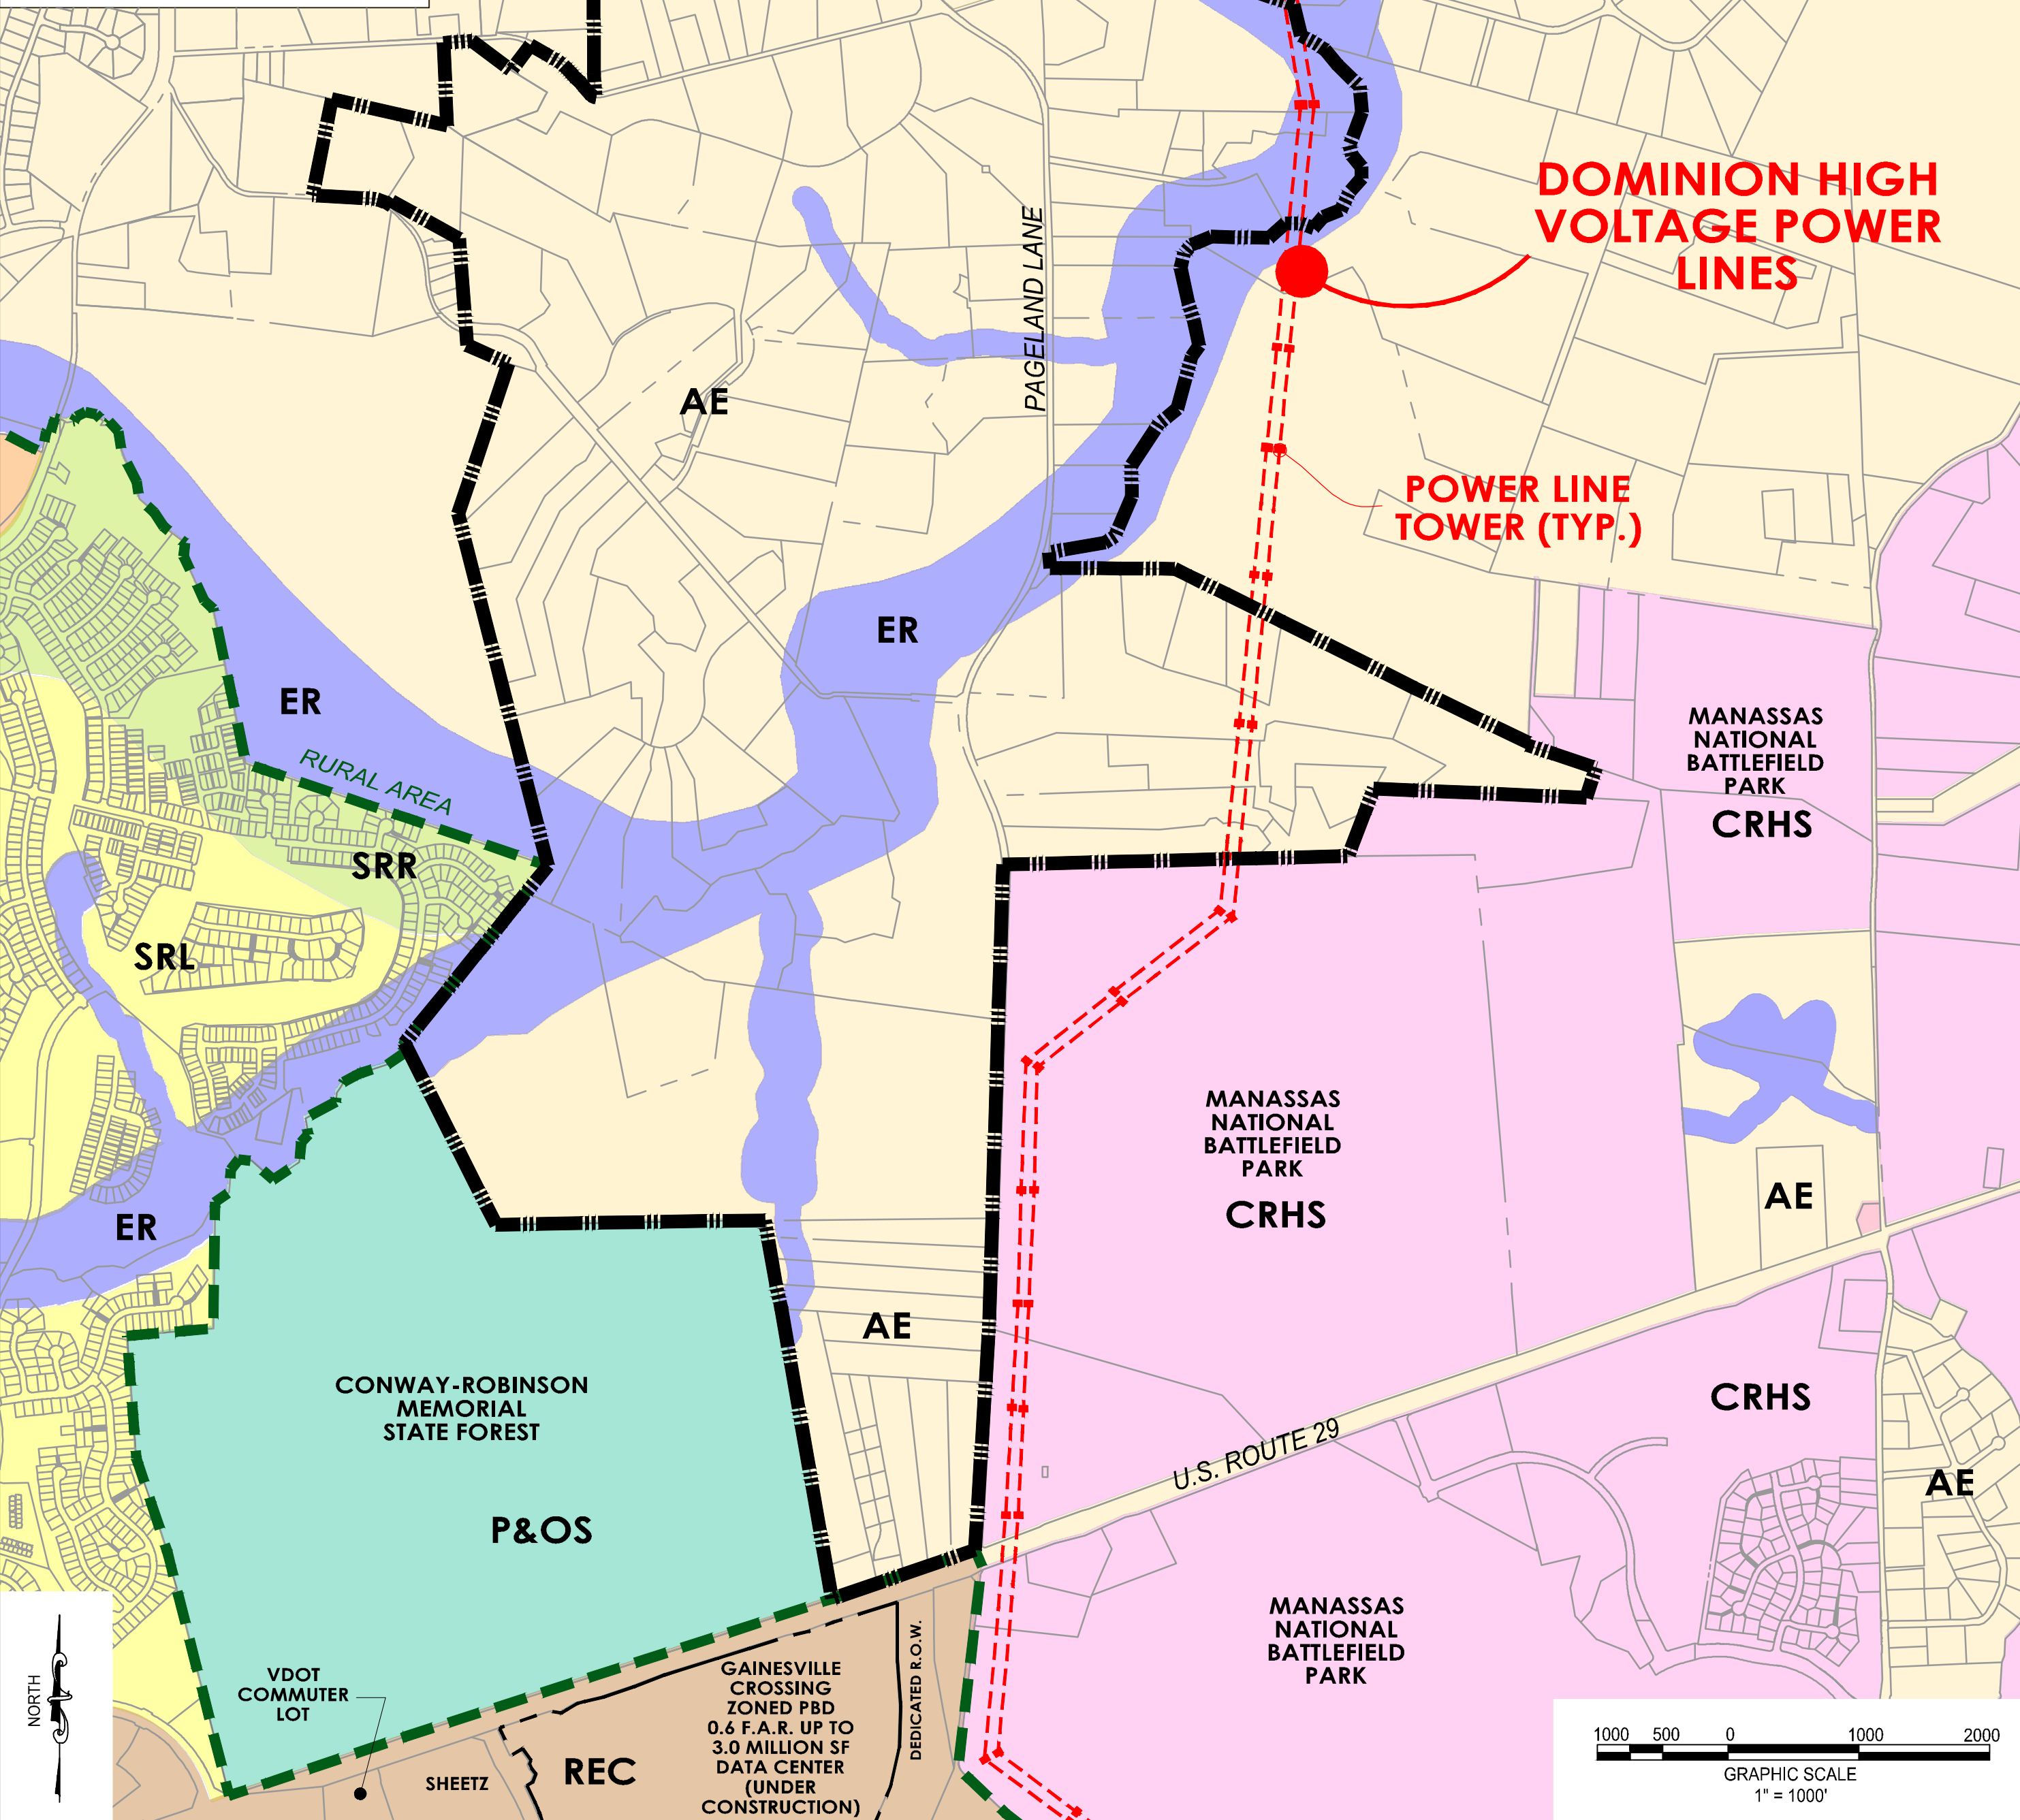 DOMINION HIGH
VOLTAGE POWER
LINES
PAGELAND LANE
AE
POWER LINE
TOWER (TYP.)
ER
ER
RURAL AREA
MANASSAS
NATIONAL
BATTLEFIELD
PARK
CRHS
SRR
SRL
MANASSAS
NATIONAL
BATTLEFIELD
PARK
CRHS
AE
ER
AE
CONWAY-ROBINSON
MEMORIAL
STATE FOREST
P&OS
U.S. ROUTE 29
CRHS
AE
MANASSAS
NATIONAL
BATTLEFIELD
PARK
NORTH
VDOT
COMMUTER
LOT
SHEETZ
REC
GAINESVILLE
CROSSING
ZONED PBD
0.6 F.A.R. UP TO
3.0 MILLION SF
DATA CENTER
(UNDER
CONSTRUCTION)
DEDICATED R.O.W.
1000 500 0 1000 2000
GRAPHIC SCALE
1" = 1000'